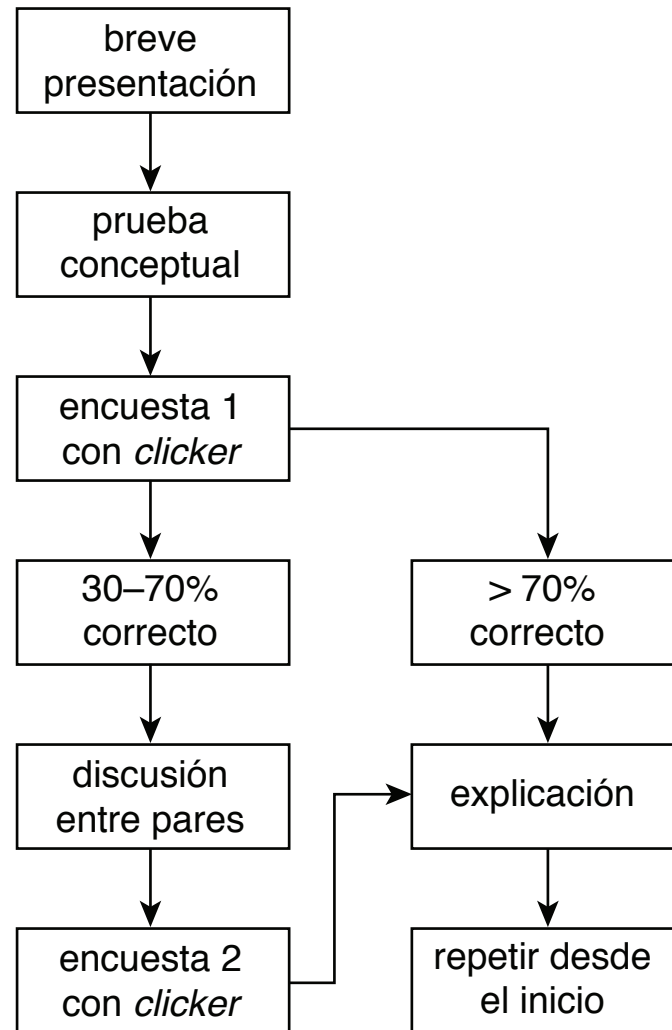 breve
presentación
prueba
conceptual
encuesta 1
con clicker
30–70%
correcto
> 70%
correcto
discusión
entre pares
explicación
encuesta 2
con clicker
repetir desde
el inicio